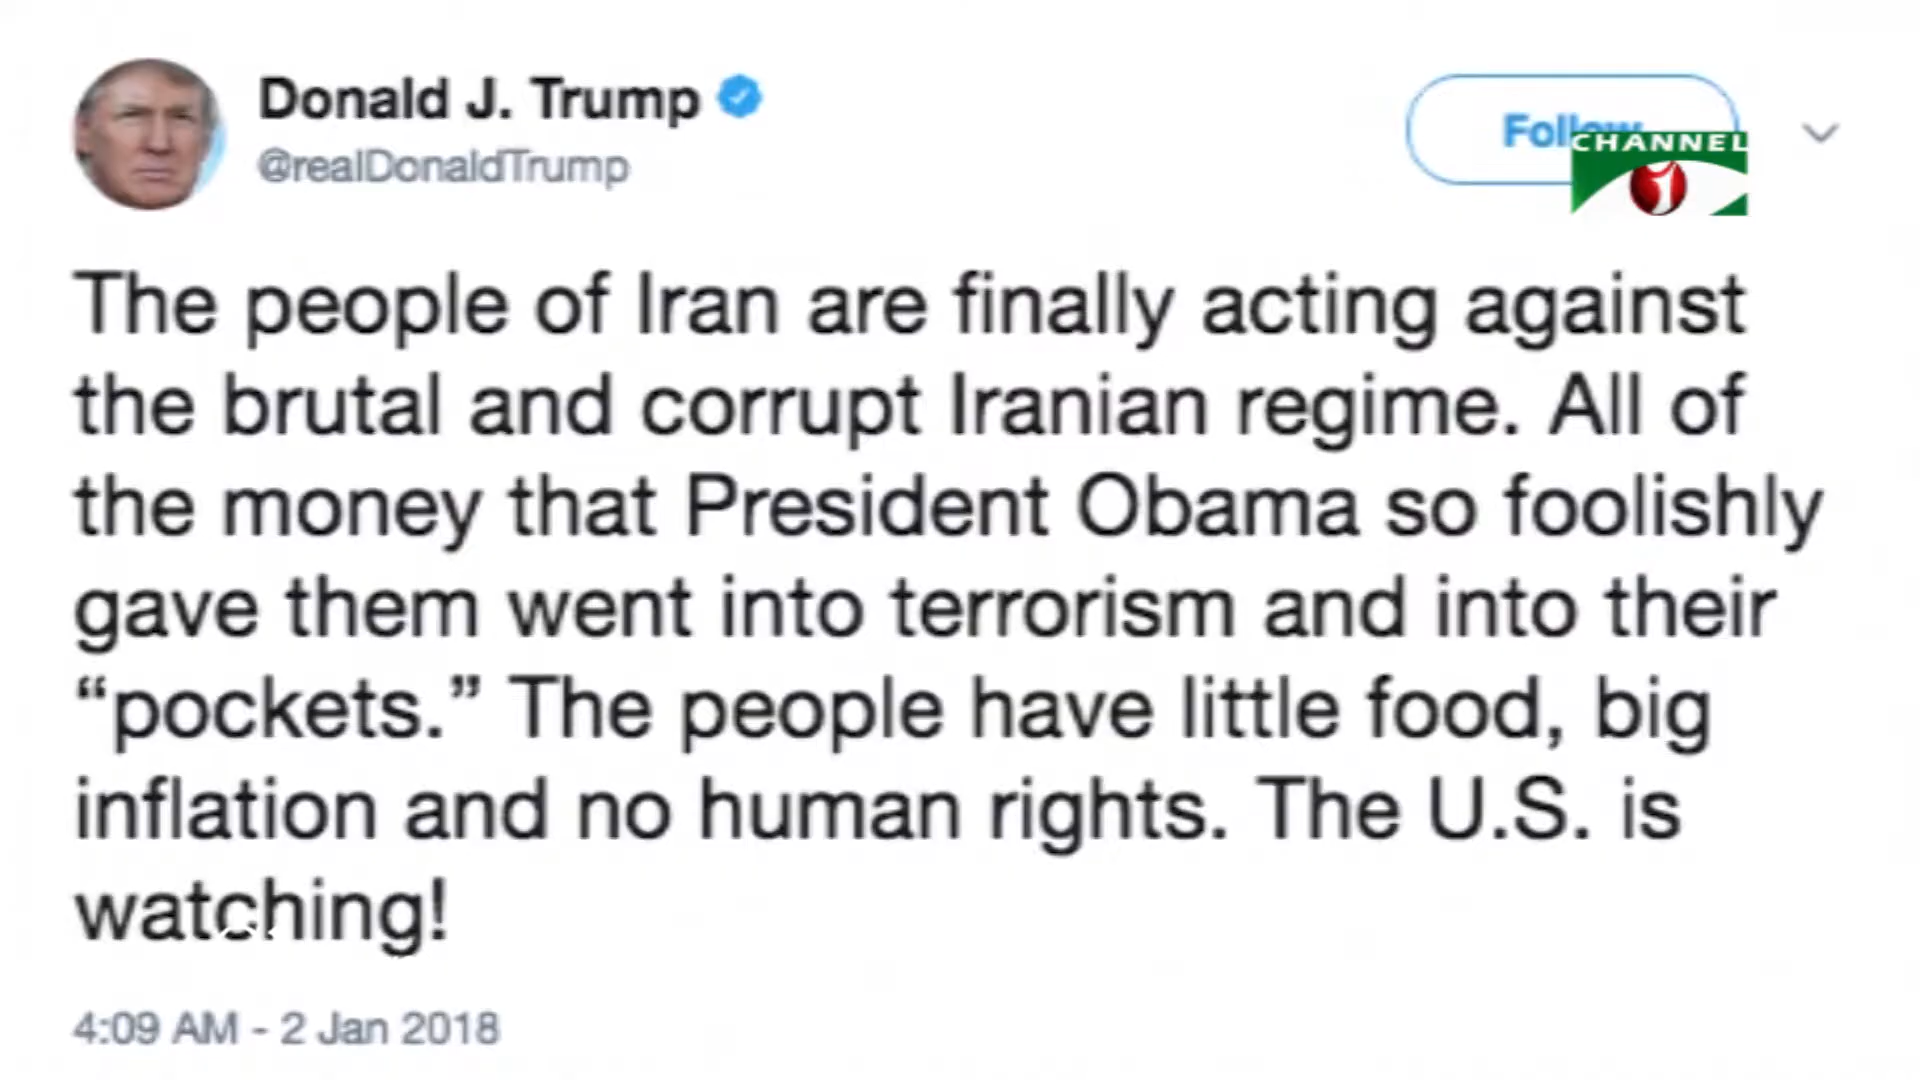 Donald J. Trump
@realDonaldTrump
Follow
CHANNEL
i
The people of Iran are finally acting against
the brutal and corrupt Iranian regime. All of
the money that President Obama so foolishly
gave them went into terrorism and into their
“pockets.” The people have little food, big
inflation and no human rights. The U.S. is
watching!
4:09 AM - 2 Jan 2018